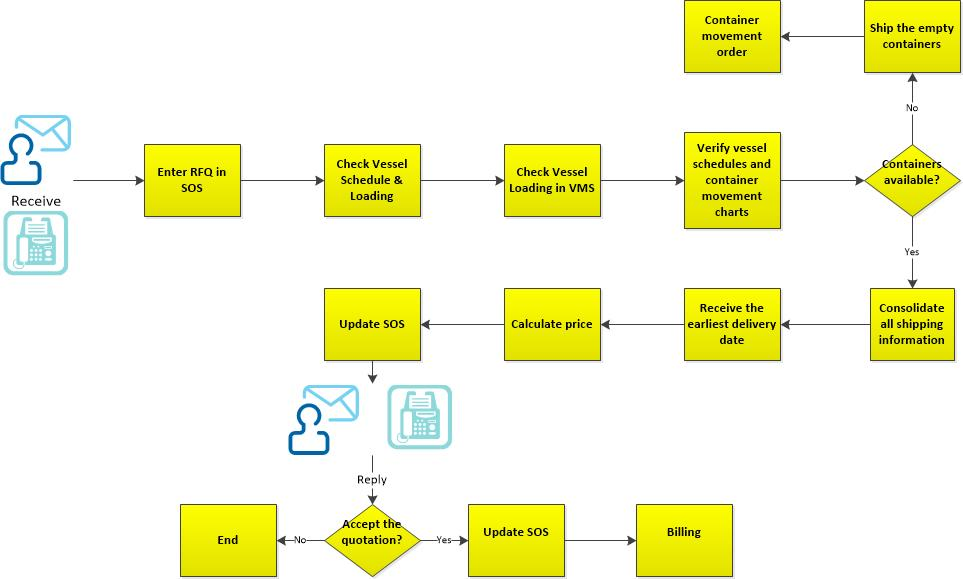 Container
movement
order
Ship the empty
containers
No
Receive
Enter RFQ in
SOS
Check Vessel
Schedule &
Loading
Check Vessel
Loading in VMS
Verify vessel
schedules and
container
movement
charts
Containers
available?
Yes
Update SOS
Calculate price
Receive the
earliest delivery
date
Consolidate
all shipping
information
Reply
End
No
Accept the
quotation?
Yes
Update SOS
Billing